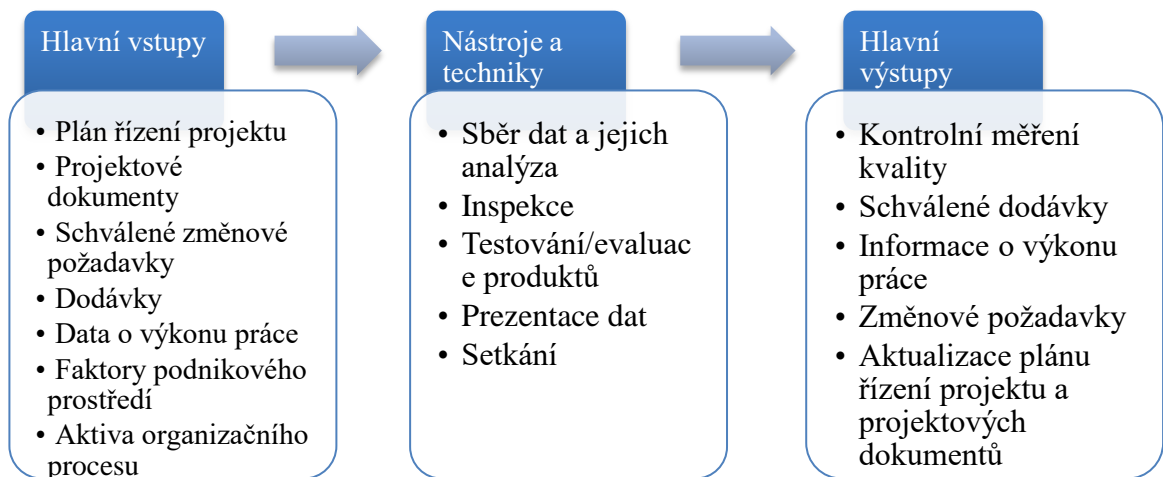 Hlavní vstupy
• Plán řízení projektu
• Projektové
dokumenty
• Schválené změnové
požadavky
• Dodávky
• Data o výkonu práce
• Faktory podnikového
prostředí
• Aktiva organizačního
procesu
Nástroje a
techniky
• Sběr dat a jejich
analýza
• Inspekce
• Testování/evaluac
e produktů
• Prezentace dat
• Setkání
Hlavní
výstupy
• Kontrolní měření
kvality
• Schválené dodávky
• Informace o výkonu
práce
• Změnové požadavky
• Aktualizace plánu
řízení projektu a
projektových
dokumentů